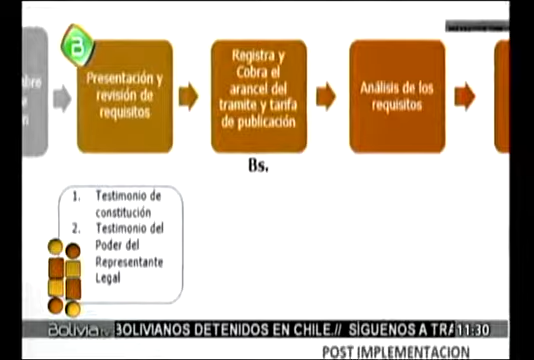 Presentación y
revisión de
requisitos
Registra y
Cobra el
arancel del
tramite y tarifa
de publicación
Análisis de los
requisitos
Bs.
1. Testimonio de
constitución
2. Testimonio del
Poder del
Representante
Legal
Bolivia tv BOLIVIANOS DETENIDOS EN CHILE.// SÍGUENOS A TRA 11:30
POST IMPLEMENTACION